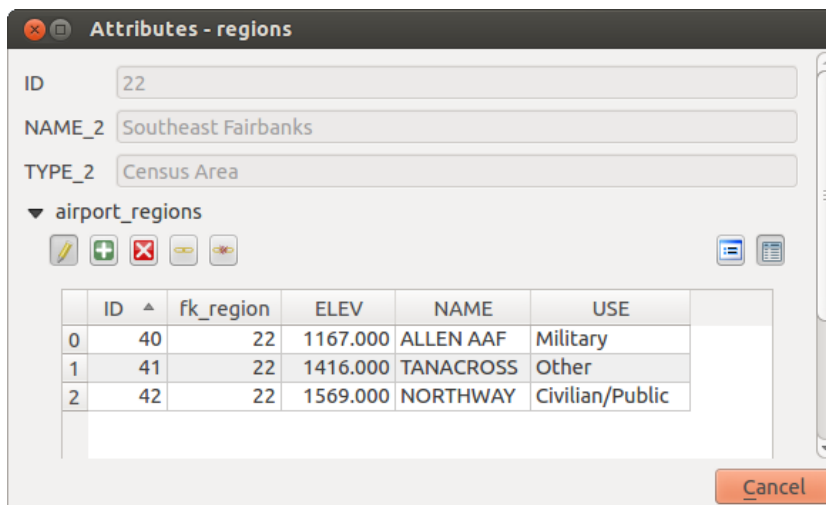 Attributes - regions
ID 22
NAME_2 Southeast Fairbanks
TYPE_2 Census Area
airport_regions
ID fk_region ELEV NAME USE
0 40 22 1167.000 ALLEN AAF Military
1 41 22 1416.000 TANACROSS Other
2 42 22 1569.000 NORTHWAY Civilian/Public
Cancel